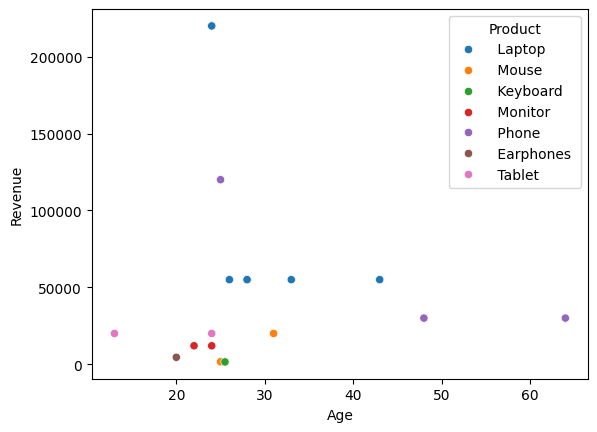 Product
Laptop
Mouse
Keyboard
Monitor
Phone
Earphones
Tablet
200000
150000
100000
50000
0
Revenue
20 30 40 50 60
Age